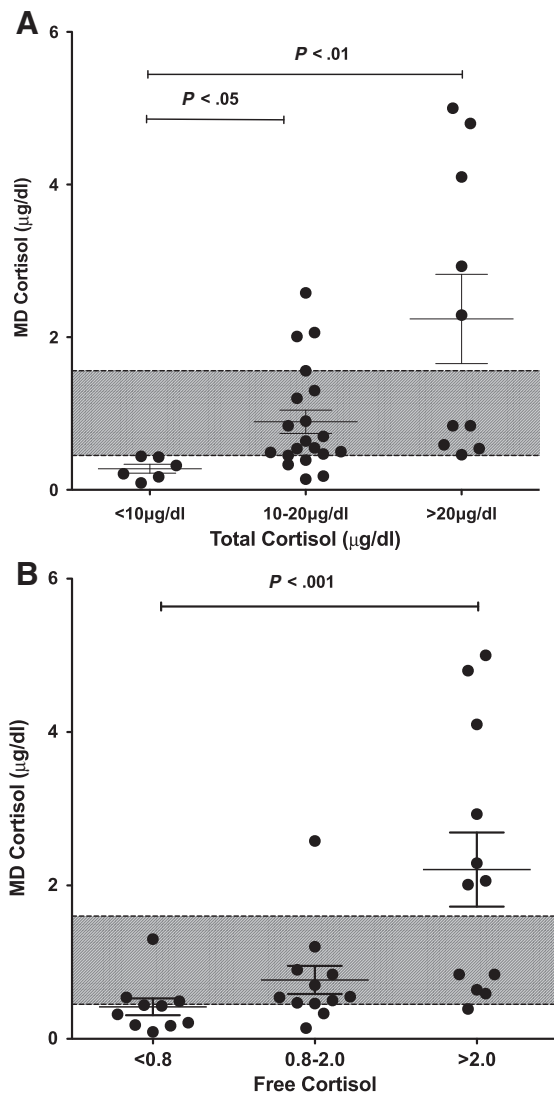 A
6
P < .01
P < .05
4
MD Cortisol (µg/dl)
2
0
<10µg/dl 10-20µg/dl >20µg/dl
Total Cortisol (µg/dl)
B
6
P < .001
4
MD Cortisol (µg/dl)
2
0
<0.8 0.8-2.0 >2.0
Free Cortisol